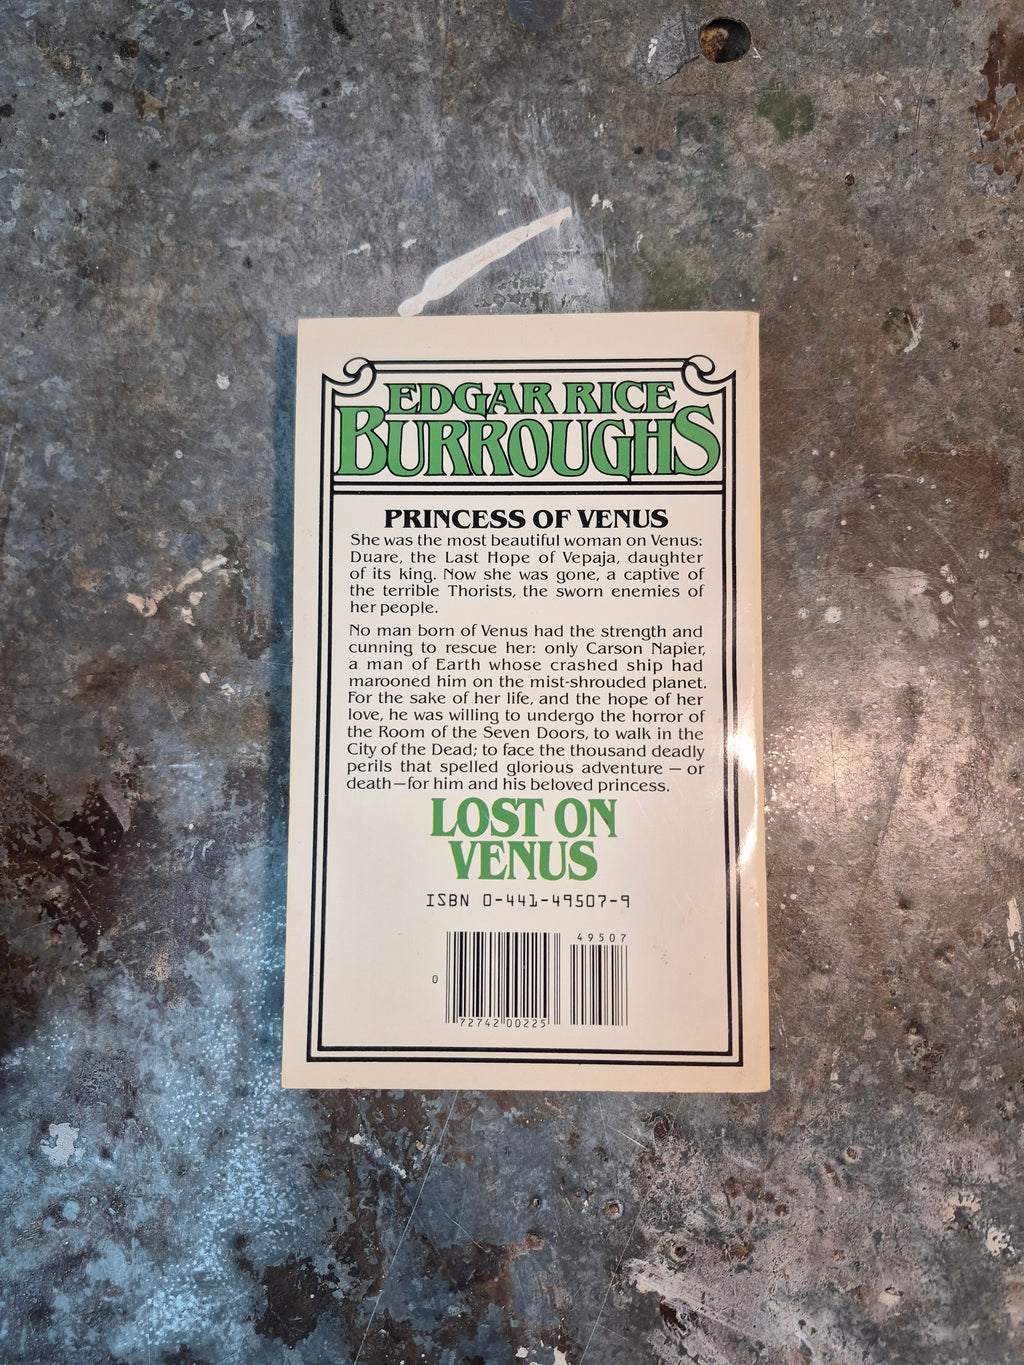 EDGAR RICE
BURROUGHS
PRINCESS OF VENUS
She was the most beautiful woman on Venus:
Duare, the Last Hope of Vepaja, daughter
of its king. Now she was gone, a captive of
the terrible Thorists, the sworn enemies of
her people.
No man born of Venus had the strength and
cunning to rescue her: only Carson Napier,
a man of Earth whose crashed ship had
marooned him on the mist-shrouded planet.
For the sake of her life, and the hope of her
love, he was willing to undergo the horror of
the Room of the Seven Doors, to walk in the
City of the Dead; to face the thousand deadly
perils that spelled glorious adventure — or
death—for him and his beloved princess.
LOST ON
VENUS
ISBN 0-441-49507-9
49507
0
72742 00225